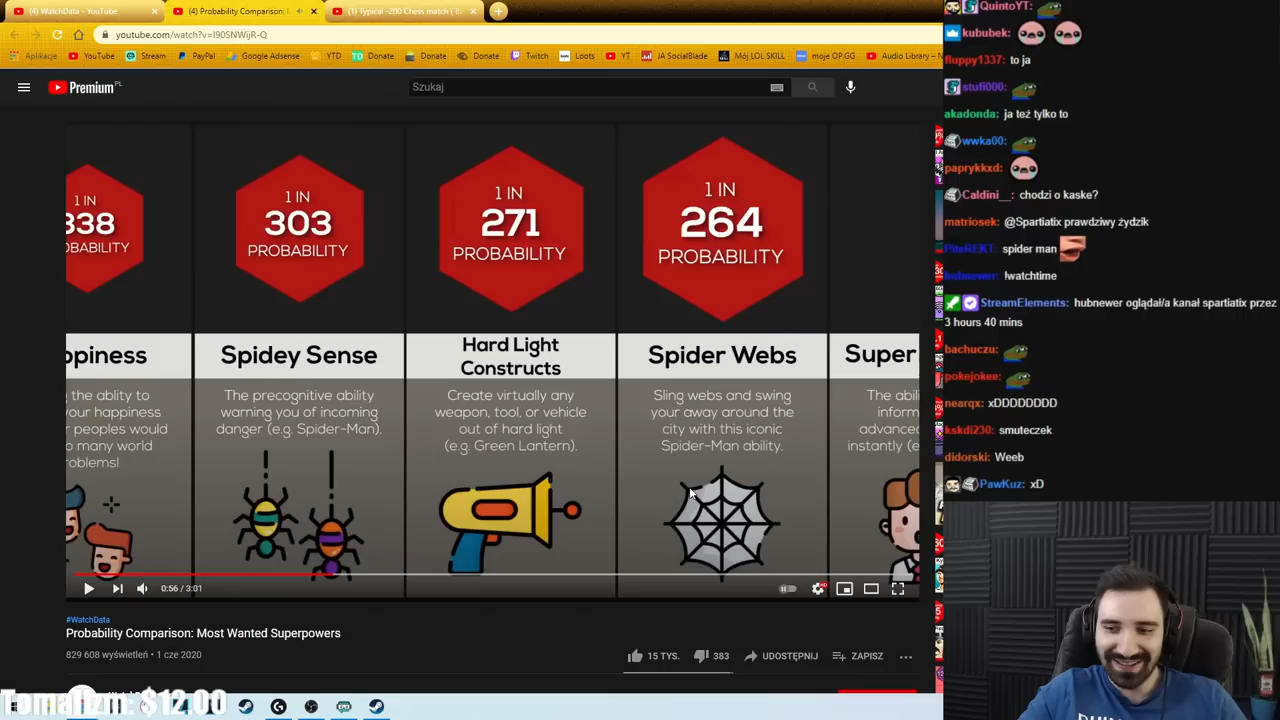 (4) WatchData - YouTube
(4) Probability Comparison:
(1) Typical -200 Chess match (
youtube.com/watch?v=I90SNWijR-Q
Aplikacje YouTube Stream PayPal Google Adsense YTD Donate Donate Donate Twitch Loots YT JA SocialBlade Mój LOL SKILL moje OP.GG Audio Library
Premium PL
Szukaj
1 IN
338
1 IN
303
PROBABILITY
1 IN
271
PROBABILITY
1 IN
264
PROBABILITY
Spidey Sense
The precognitive ability
warning you of incoming
danger (e.g. Spider-Man).
Hard Light
Constructs
Create virtually any
weapon, tool, or vehicle
out of hard light
(e.g. Green Lantern).
Spider Webs
Sling webs and swing
your away around the
city with this iconic
Spider-Man ability.
Super
The abil
inform
advance
instantly (e
the ability to
your happiness
r peoples would
o many world
roblems!
0:56 / 3:01
#WatchData
Probability Comparison: Most Wanted Superpowers
829 608 wyświetleń • 1 cze 2020
15 TYS. 383 UDOSTĘPNIJ ZAPISZ
$12.00
QuintoYT:
kububek:
fluppy1337: to ja
stufi000:
akadonda: ja też tylko to
wwka00:
paprykkxd:
Caldini__: chodzi o kaske?
matriosek: @Spartiatix prawdziwy żydzik
PiteREKT: spider man
hubnewer: !watchtime
StreamElements: hubnewer oglądał/a kanał spartiatix przez
3 hours 40 mins
bachuczu:
pokejokee:
nearqx: xDDDDDDDD
kskdi230: smuteczek
didorski: Weeb
PawKuz: xD